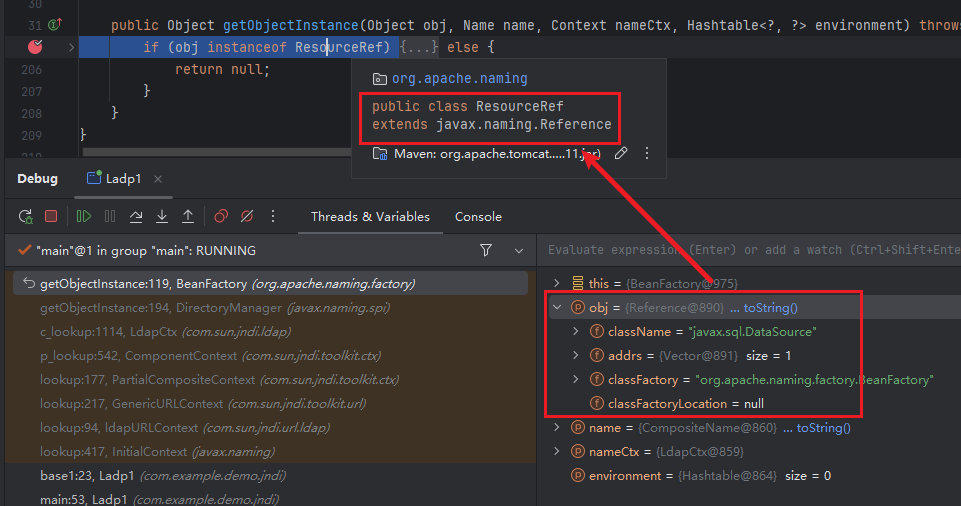 30
31 public Object getObjectInstance(Object obj, Name name, Context nameCtx, Hashtable<?, ?> environment) throws
if (obj instanceof ResourceRef) {...} else {
206 return null;
207 }
208 }
209 }
org.apache.naming
public class ResourceRef
extends javax.naming.Reference
Maven: org.apache.tomcat.....11.jar)
Debug Ladp1
Threads & Variables Console
"main"@1 in group "main": RUNNING
getObjectInstance:119, BeanFactory (org.apache.naming.factory)
getObjectInstance:194, DirectoryManager (javax.naming.spi)
c_lookup:1114, LdapCtx (com.sun.jndi.ldap)
p_lookup:542, ComponentContext (com.sun.jndi.toolkit.ctx)
lookup:177, PartialCompositeContext (com.sun.jndi.toolkit.ctx)
lookup:217, GenericURLContext (com.sun.jndi.toolkit.url)
lookup:94, ldapURLContext (com.sun.jndi.url.ldap)
lookup:417, InitialContext (javax.naming)
base1:23, Ladp1 (com.example.demo.jndi)
main:53, Ladp1 (com.example.demo.jndi)
Evaluate expression (Enter) or add a watch (Ctrl+Shift+Ente
this = {BeanFactory@975}
obj = {Reference@890} ... toString()
className = "javax.sql.DataSource"
addrs = {Vector@891} size = 1
classFactory = "org.apache.naming.factory.BeanFactory"
classFactoryLocation = null
name = {CompositeName@860} ... toString()
nameCtx = {LdapCtx@859}
environment = {Hashtable@864} size = 0